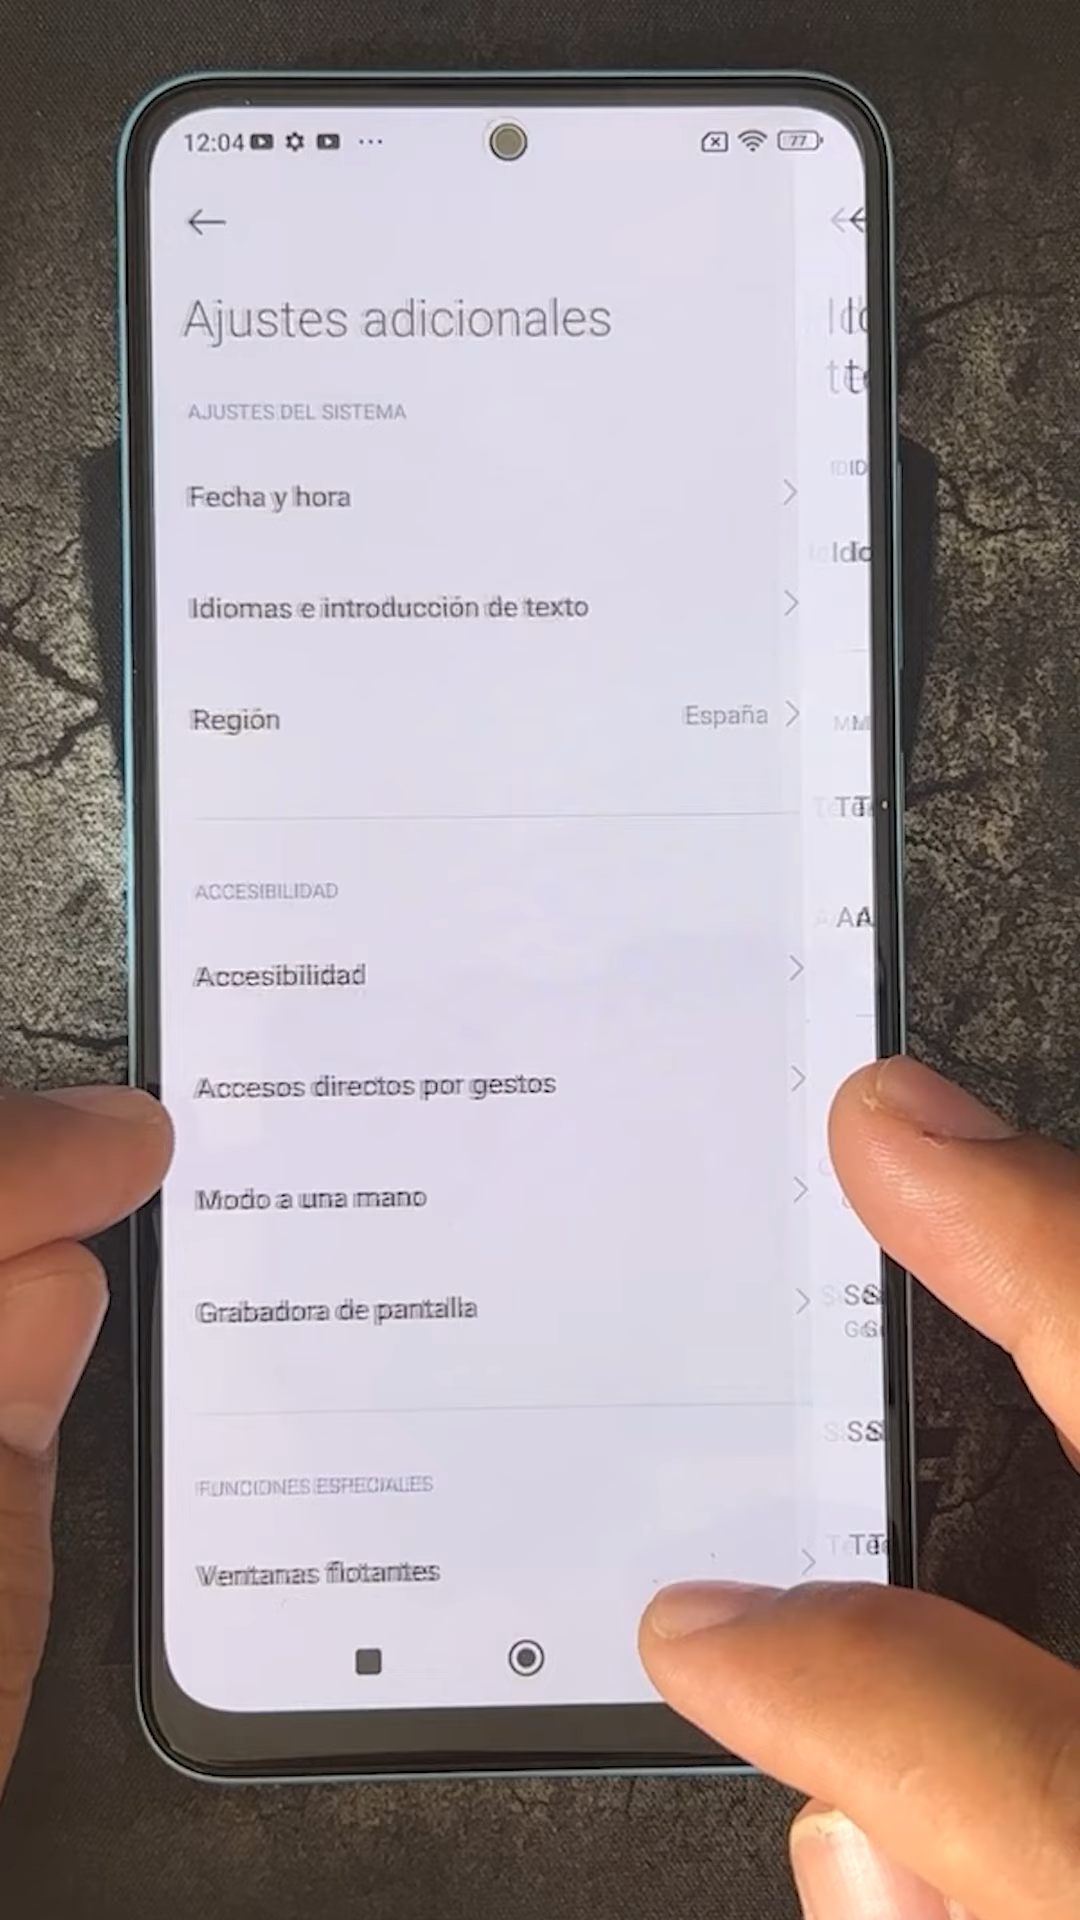 12:04
77
Ajustes adicionales
AJUSTES DEL SISTEMA
Fecha y hora
Idiomas e introducción de texto
Región España
ACCESIBILIDAD
Accesibilidad
Accesos directos por gestos
Modo a una mano
Grabadora de pantalla
FUNCIONES ESPECIALES
Ventanas flotantes